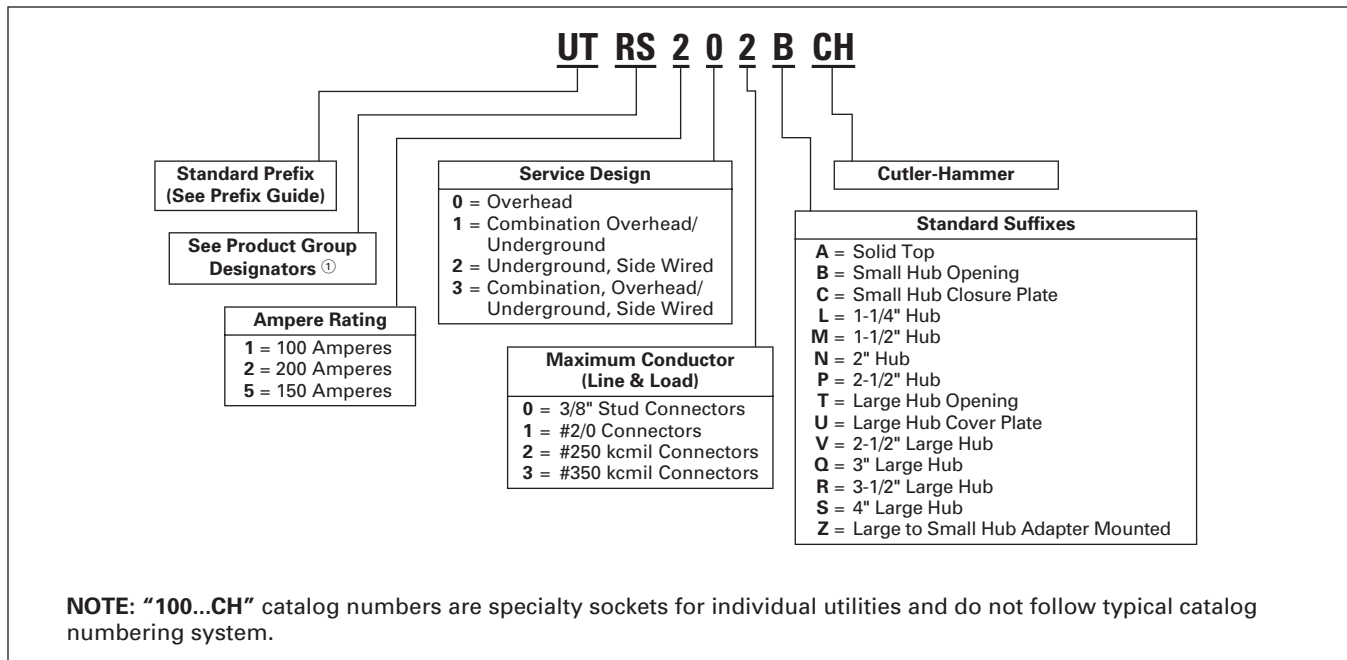 UT RS 2 0 2 B CH
Standard Prefix
(See Prefix Guide)
See Product Group
Designators ①
Ampere Rating
1 = 100 Amperes
2 = 200 Amperes
5 = 150 Amperes
Service Design
0 = Overhead
1 = Combination Overhead/
Underground
2 = Underground, Side Wired
3 = Combination, Overhead/
Underground, Side Wired
Maximum Conductor
(Line & Load)
0 = 3/8" Stud Connectors
1 = #2/0 Connectors
2 = #250 kcmil Connectors
3 = #350 kcmil Connectors
Cutler-Hammer
Standard Suffixes
A = Solid Top
B = Small Hub Opening
C = Small Hub Closure Plate
L = 1-1/4" Hub
M = 1-1/2" Hub
N = 2" Hub
P = 2-1/2" Hub
T = Large Hub Opening
U = Large Hub Cover Plate
V = 2-1/2" Large Hub
Q = 3" Large Hub
R = 3-1/2" Large Hub
S = 4" Large Hub
Z = Large to Small Hub Adapter Mounted
NOTE: "100...CH" catalog numbers are specialty sockets for individual utilities and do not follow typical catalog
numbering system.